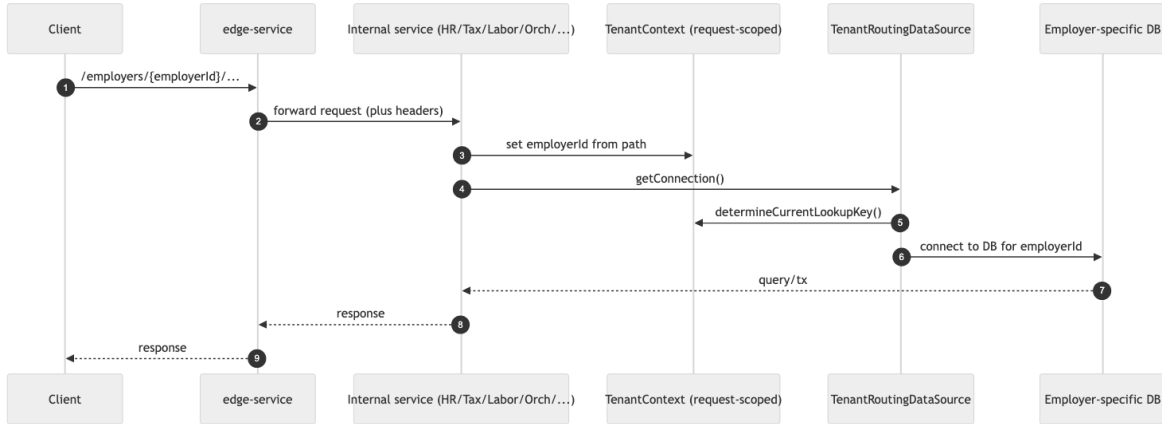 Client
edge-service
Internal service (HR/Tax/Labor/Orch/...)
TenantContext (request-scoped)
TenantRoutingDataSource
Employer-specific DB
/employers/{employerId}/...
1
forward request (plus headers)
2
set employerId from path
3
getConnection()
4
determineCurrentLookupKey()
5
connect to DB for employerId
6
query/tx
7
response
8
response
9
Client
edge-service
Internal service (HR/Tax/Labor/Orch/...)
TenantContext (request-scoped)
TenantRoutingDataSource
Employer-specific DB